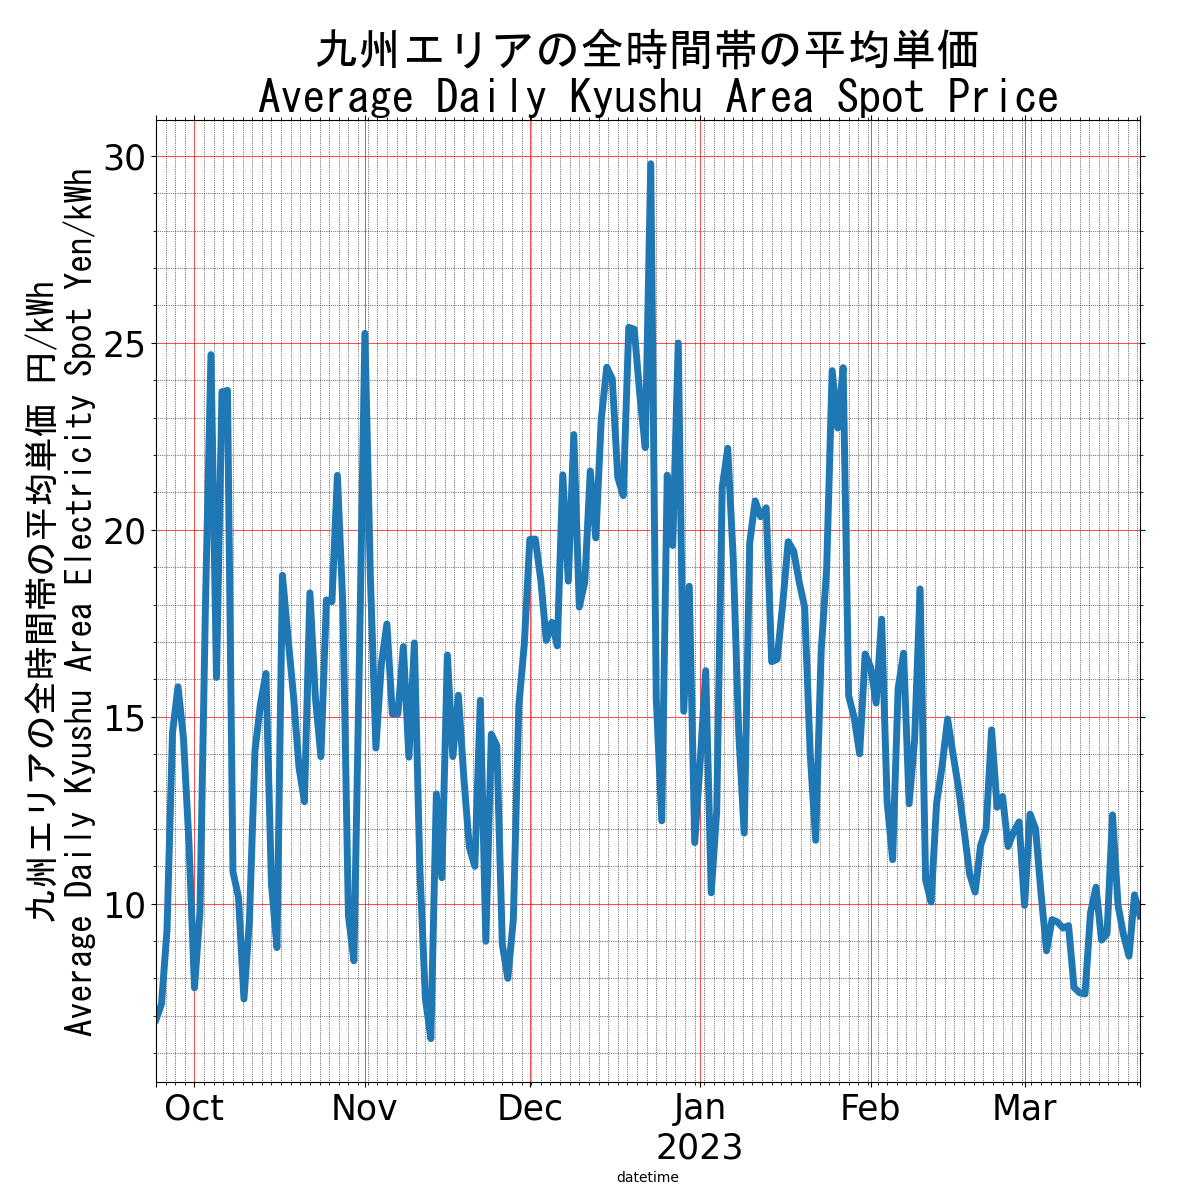 九州エリアの全時間帯の平均単価
Average Daily Kyushu Area Spot Price
九州エリアの全時間帯の平均単価 円/kWh
Average Daily Kyushu Area Electricity Spot Yen/kWh
30
25
20
15
10
Oct Nov Dec Jan Feb Mar
2023
datetime